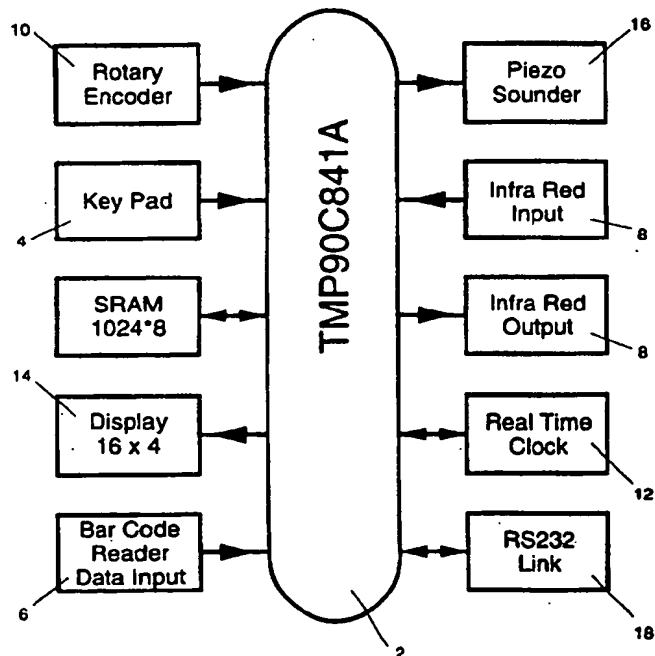 10
Rotary
Encoder
Key Pad
4
SRAM
1024*8
14
Display
16 x 4
Bar Code
Reader
Data Input
6
TMP90C841A
2
16
Piezo
Sounder
Infra Red
Input
8
Infra Red
Output
8
Real Time
Clock
12
RS232
Link
18